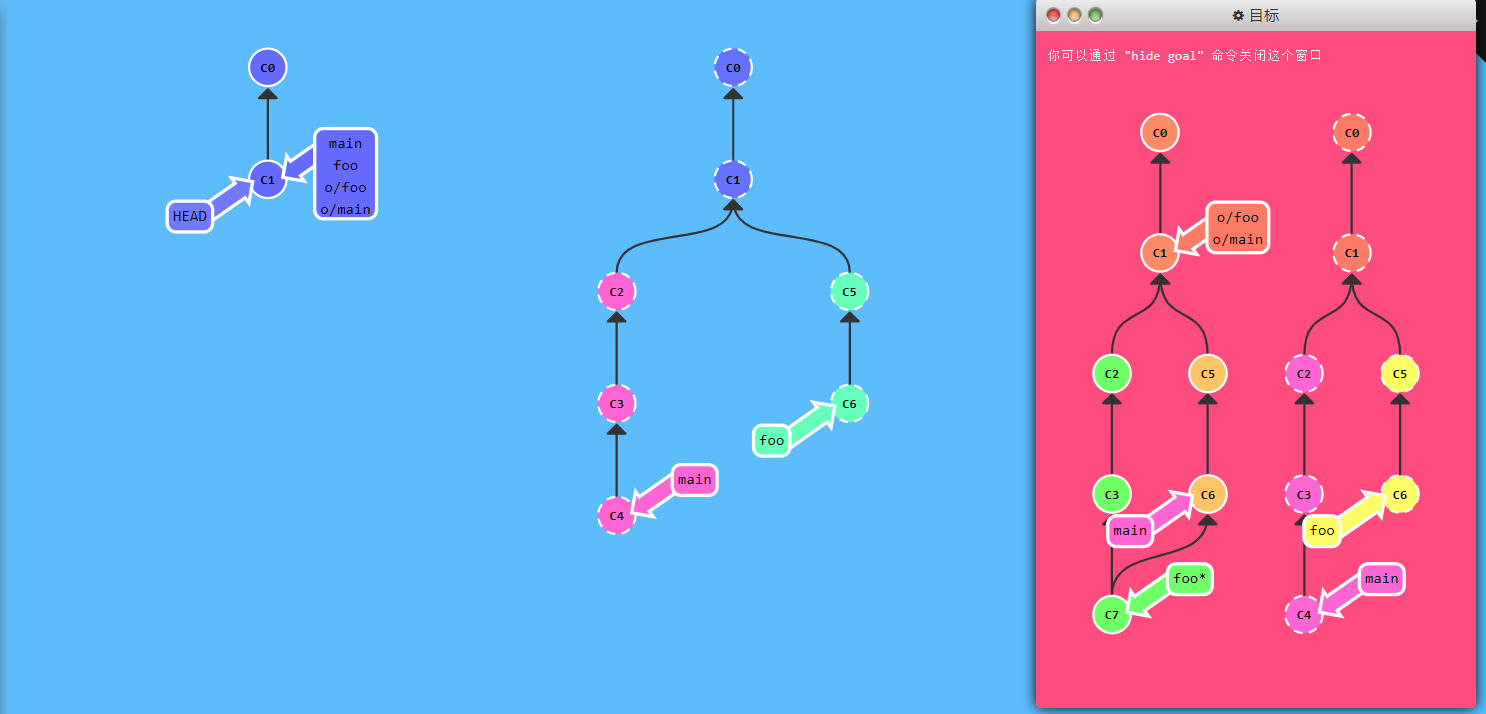 C0
C1
main
foo
o/foo
o/main
HEAD
C0
C1
C2
C5
C3
C6
foo
main
C4
目标
你可以通过 "hide goal" 命令关闭这个窗口
C0
C1
o/foo
o/main
C2
C5
C3
C6
main
foo*
C7
C0
C1
C2
C5
C3
C6
foo
main
C4